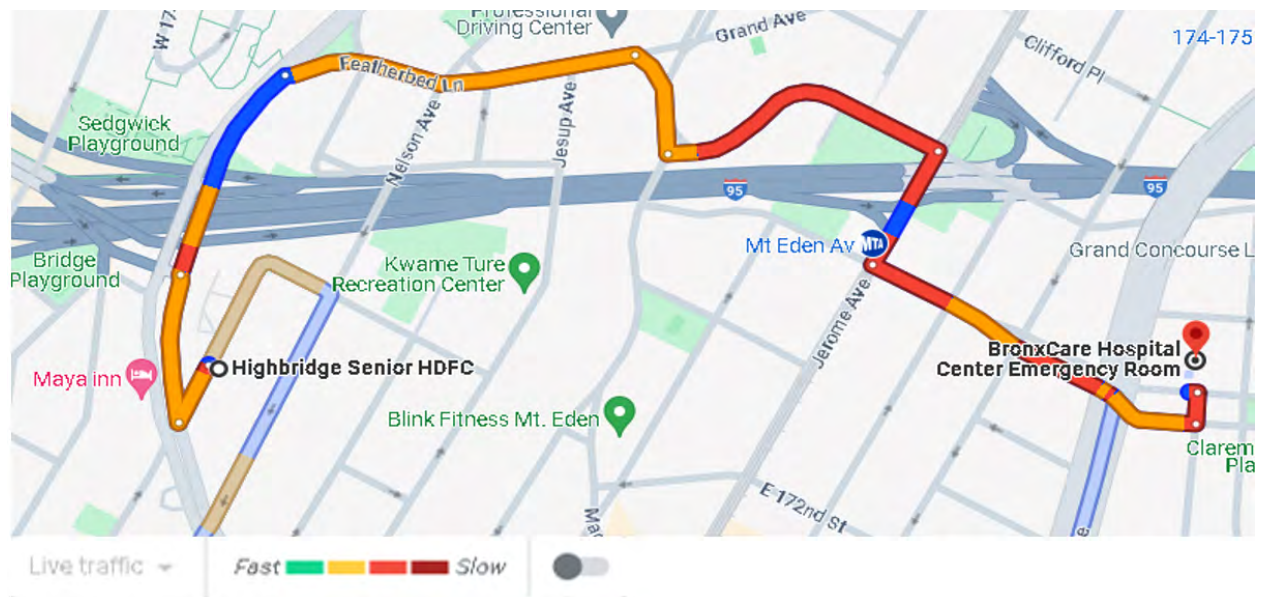 Professional
Driving Center
Grand Ave
174-175
W 17
Clifford Pl
Featherbed Ln
Sedgwick
Playground
Nelson Ave
Jesup Ave
95
95
Mt Eden Av
MTA
Grand Concourse L
Bridge
Playground
Kwame Ture
Recreation Center
Jerome Ave
BronxCare Hospital
Center Emergency Room
Highbridge Senior HDFC
Maya inn
Blink Fitness Mt. Eden
Clarem
Pla
E 172nd St
Ma
e
Live traffic
Fast
Slow